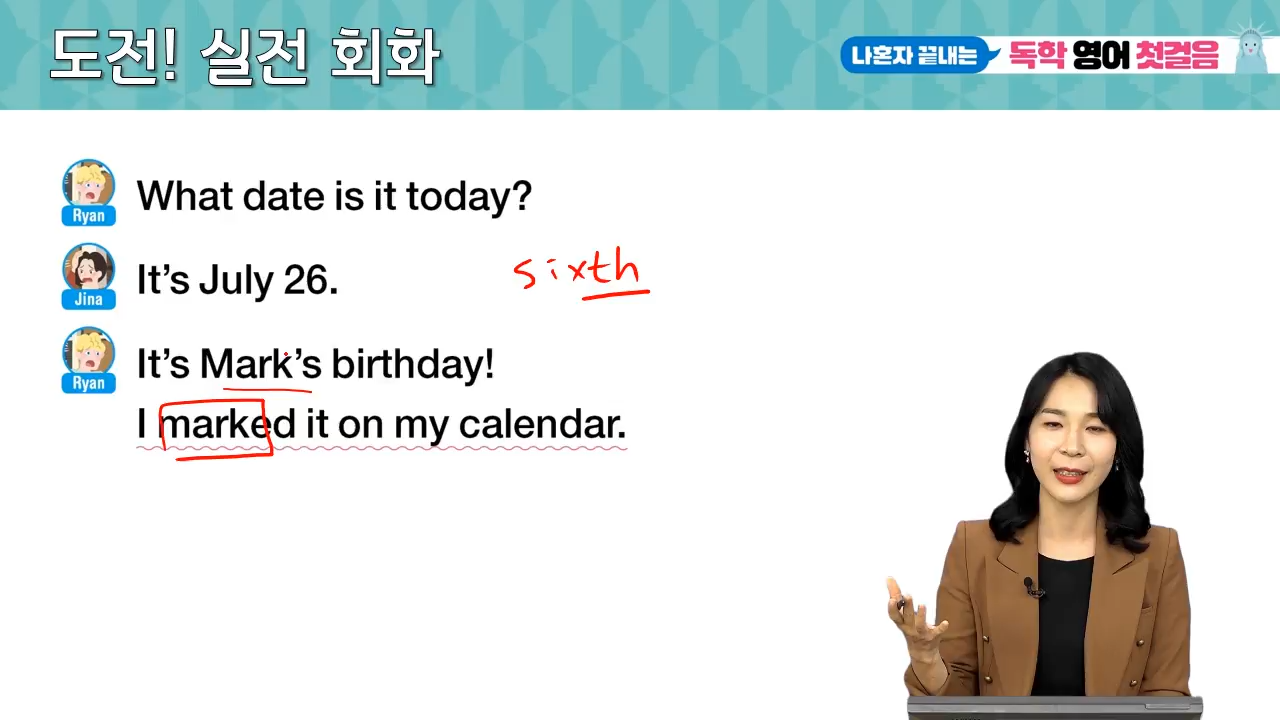 도전! 실전 회화
나혼자 끝내는 독학 영어 첫걸음
Ryan What date is it today?
Jina It's July 26.
sixth
Ryan It's Mark's birthday!
I marked it on my calendar.